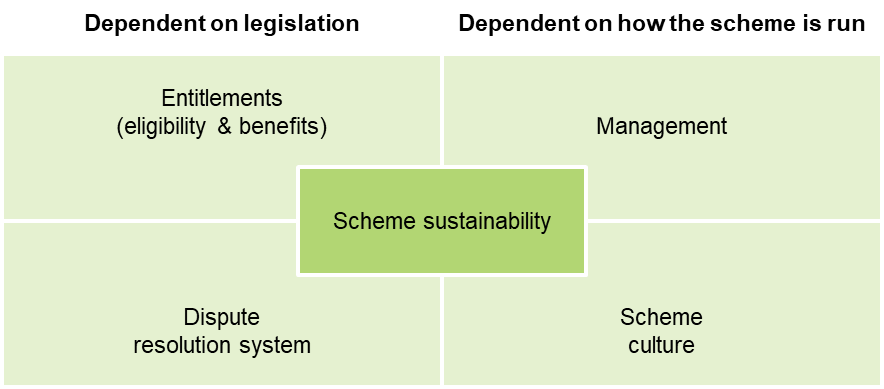 Dependent on legislation
Dependent on how the scheme is run
Entitlements
(eligibility & benefits)
Management
Scheme sustainability
Dispute
resolution system
Scheme
culture